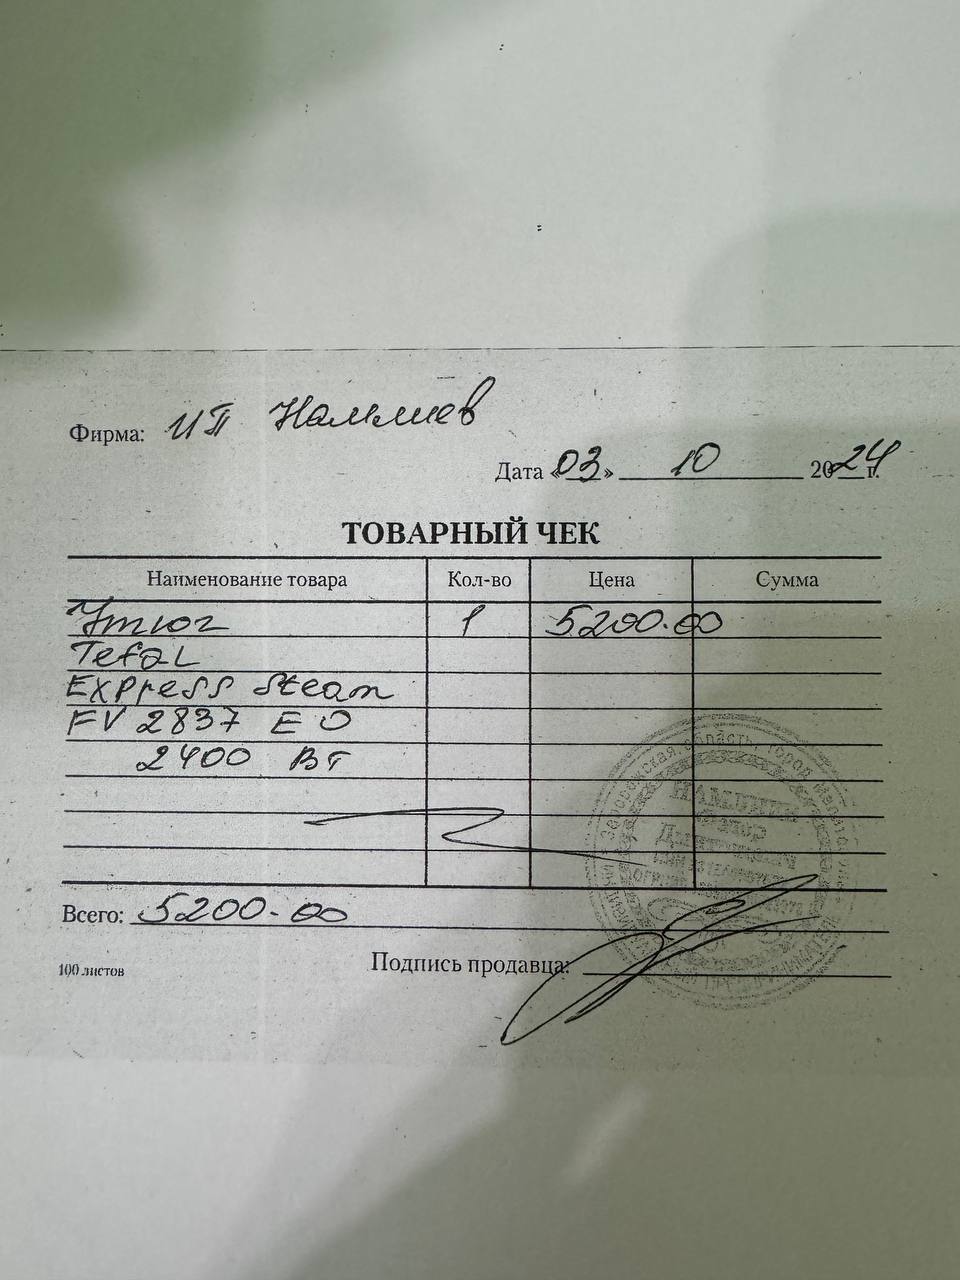 Фирма: ИП Намлиев
Дата «03» 10 2024 г.
ТОВАРНЫЙ ЧЕК
Наименование товара Кол-во Цена Сумма
Утюг 1 5200.00
Tefal
Express Steam
FV 2837 E0
2400 Вт
Всего: 5200-00
100 листов
Подпись продавца: